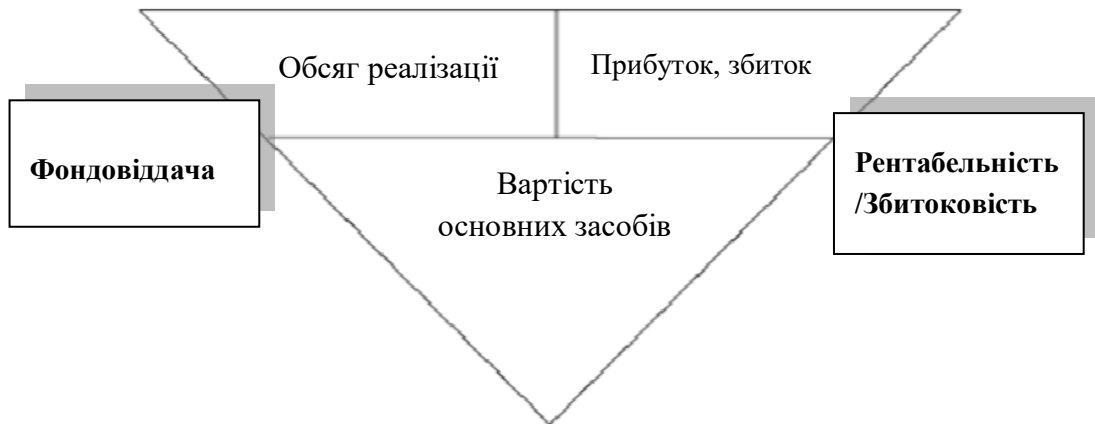 Обсяг реалізації
Прибуток, збиток
Фондовіддача
Вартість
основних засобів
Рентабельність
/Збитоковість